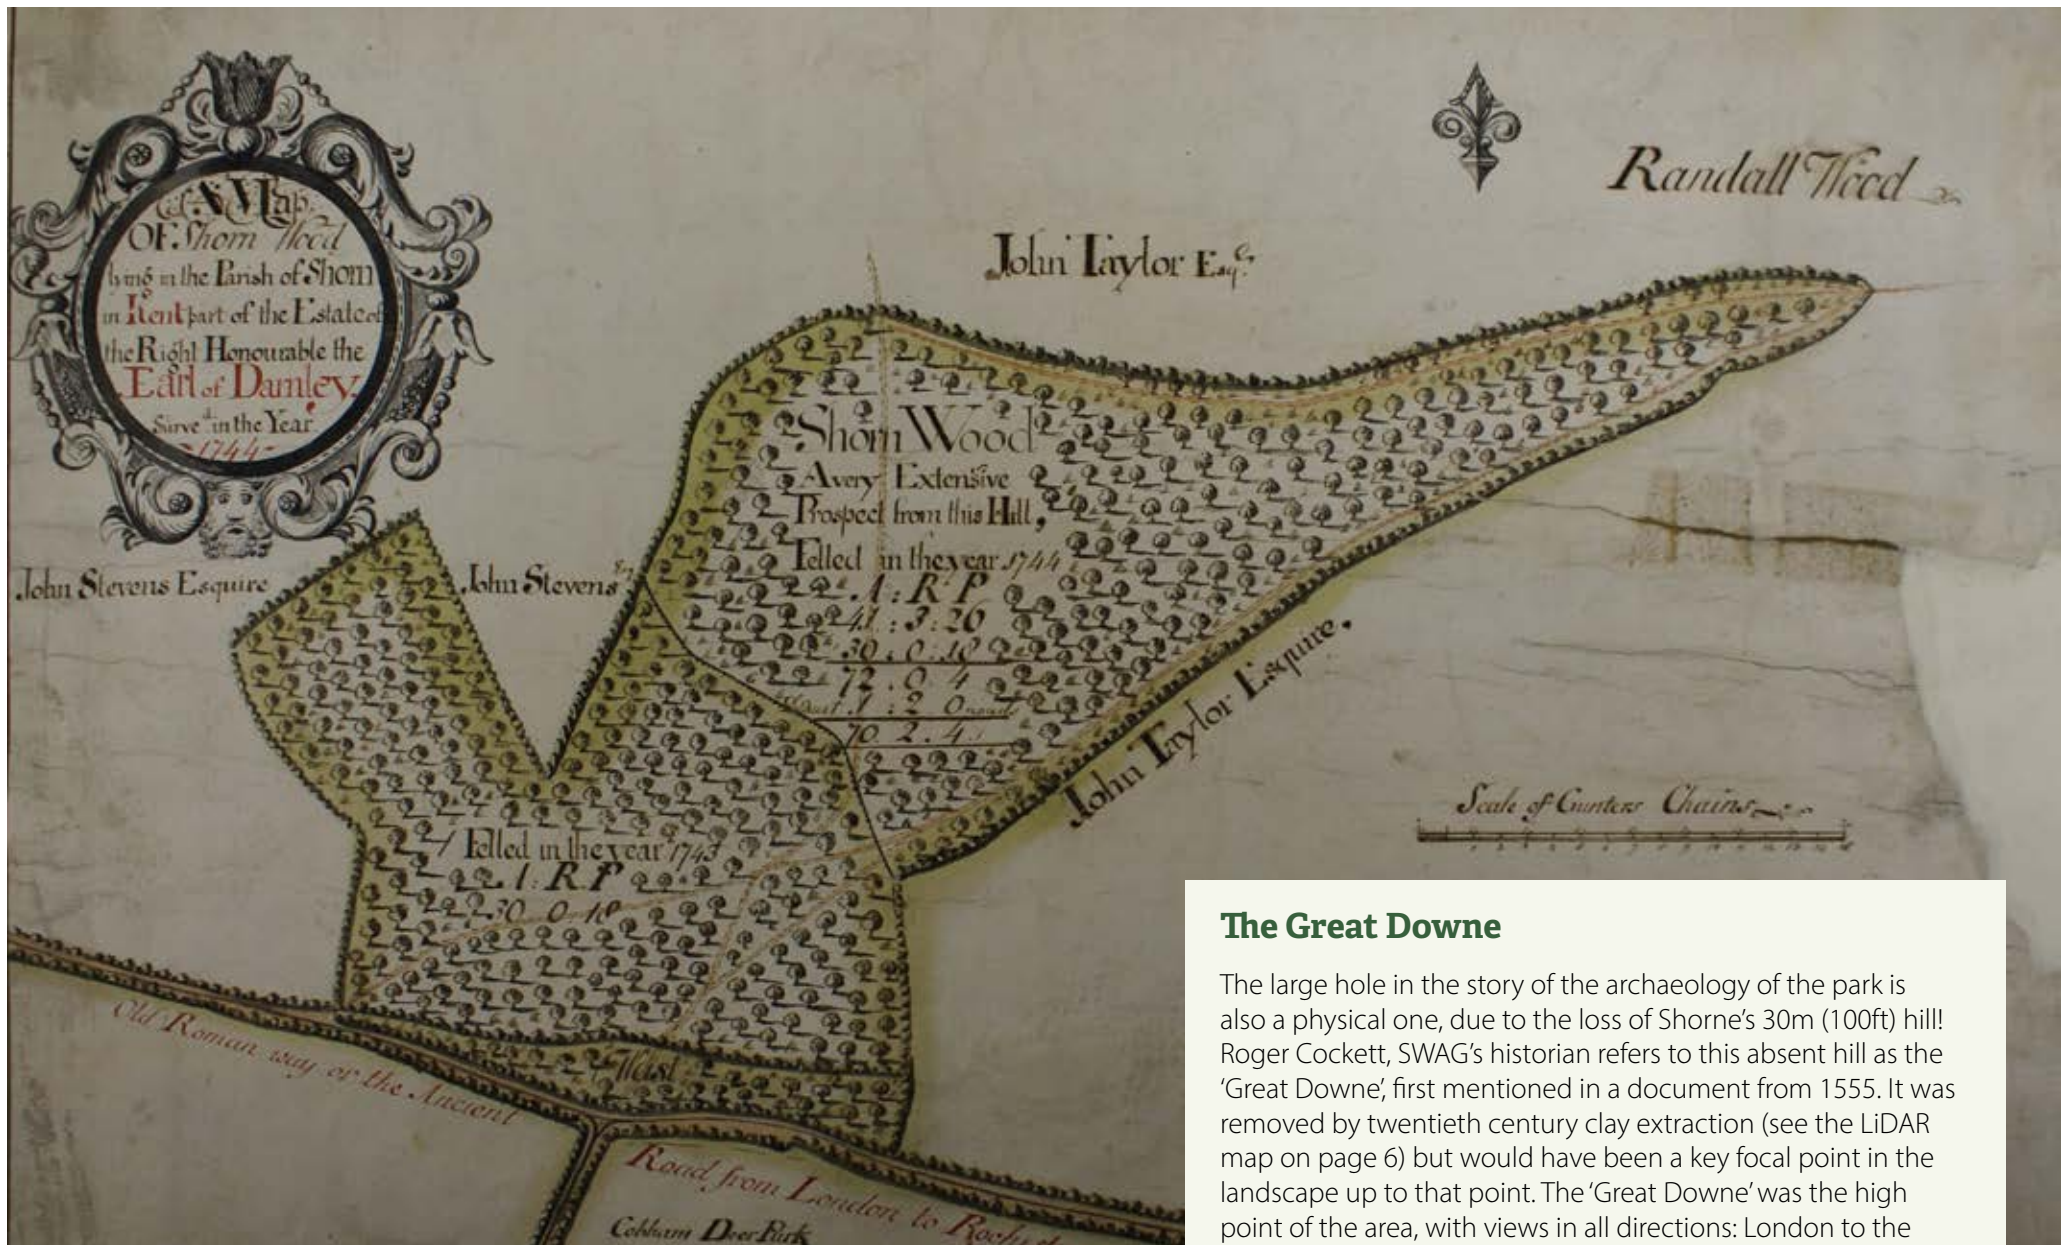 A Map
OF Shorn Wood
lying in the Parish of Shorn
in Kent part of the Estate of
the Right Honourable the
Earl of Darnley.
Surve.d in the Year
1744
Randall Wood
John Taylor Esq.r
Shorn Wood
A very Extensive
Prospect from this Hill,
Felled in the year 1744
A : R P
41 : 3 : 26
30 . 0 . 18
72 . 0 4
1 : 2 0
70 . 2 . 4
John Stevens Esquire
John Stevens
John Taylor Esquire.
Scale of Gunters Chains
Felled in the year 1743
A : R P
30 0 18
Wast
Old Roman way or the Ancient
Road from London to
Cobham Deer Park
The Great Downe
The large hole in the story of the archaeology of the park is
also a physical one, due to the loss of Shorne’s 30m (100ft) hill!
Roger Cockett, SWAG’s historian refers to this absent hill as the
‘Great Downe’, first mentioned in a document from 1555. It was
removed by twentieth century clay extraction (see the LiDAR
map on page 6) but would have been a key focal point in the
landscape up to that point. The ‘Great Downe’ was the high
point of the area, with views in all directions: London to the